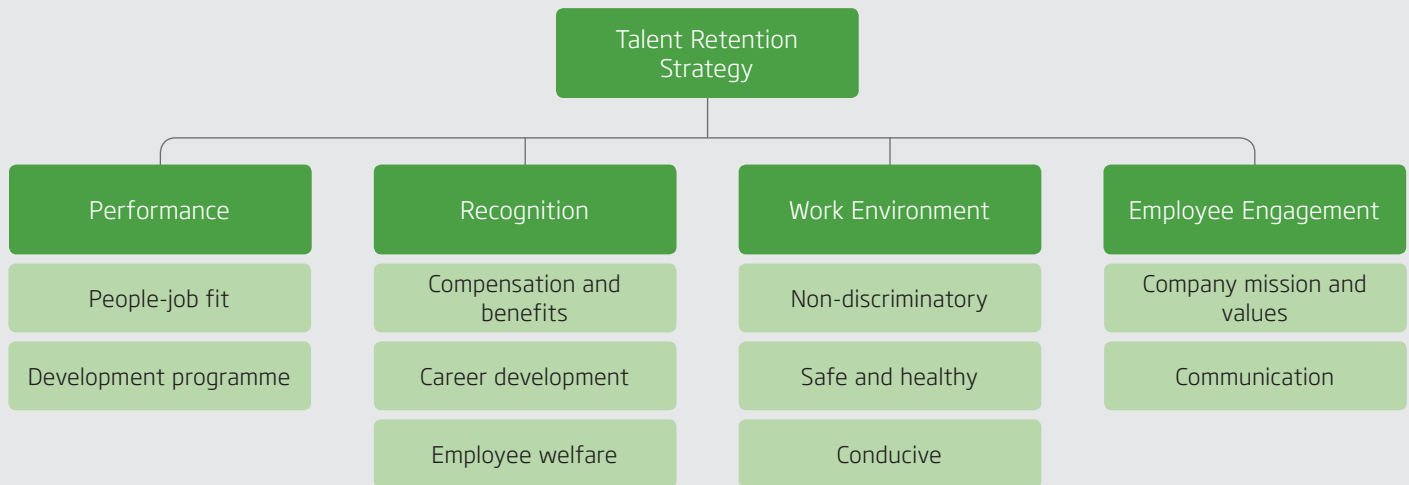 Talent Retention
Strategy
Performance
People-job fit
Development programme
Recognition
Compensation and
benefits
Career development
Employee welfare
Work Environment
Non-discriminatory
Safe and healthy
Conducive
Employee Engagement
Company mission and
values
Communication